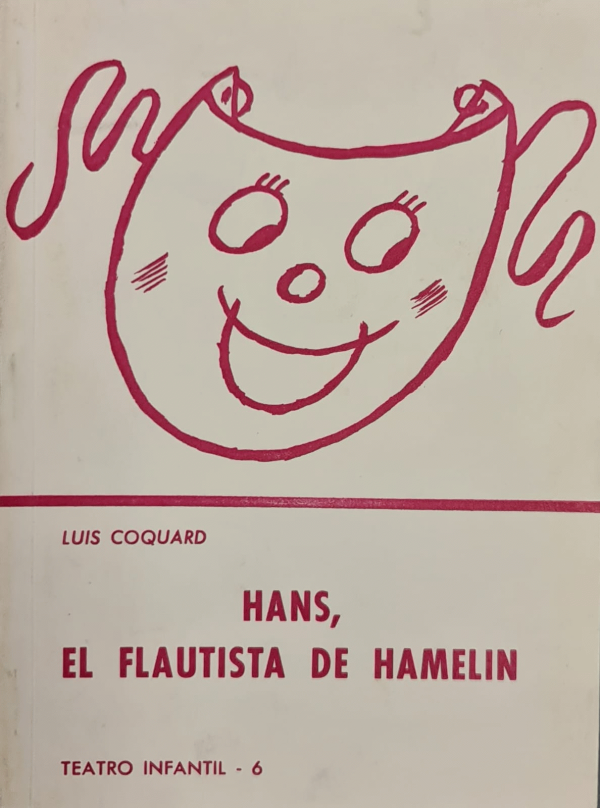 LUIS COQUARD
HANS,
EL FLAUTISTA DE HAMELIN
TEATRO INFANTIL - 6